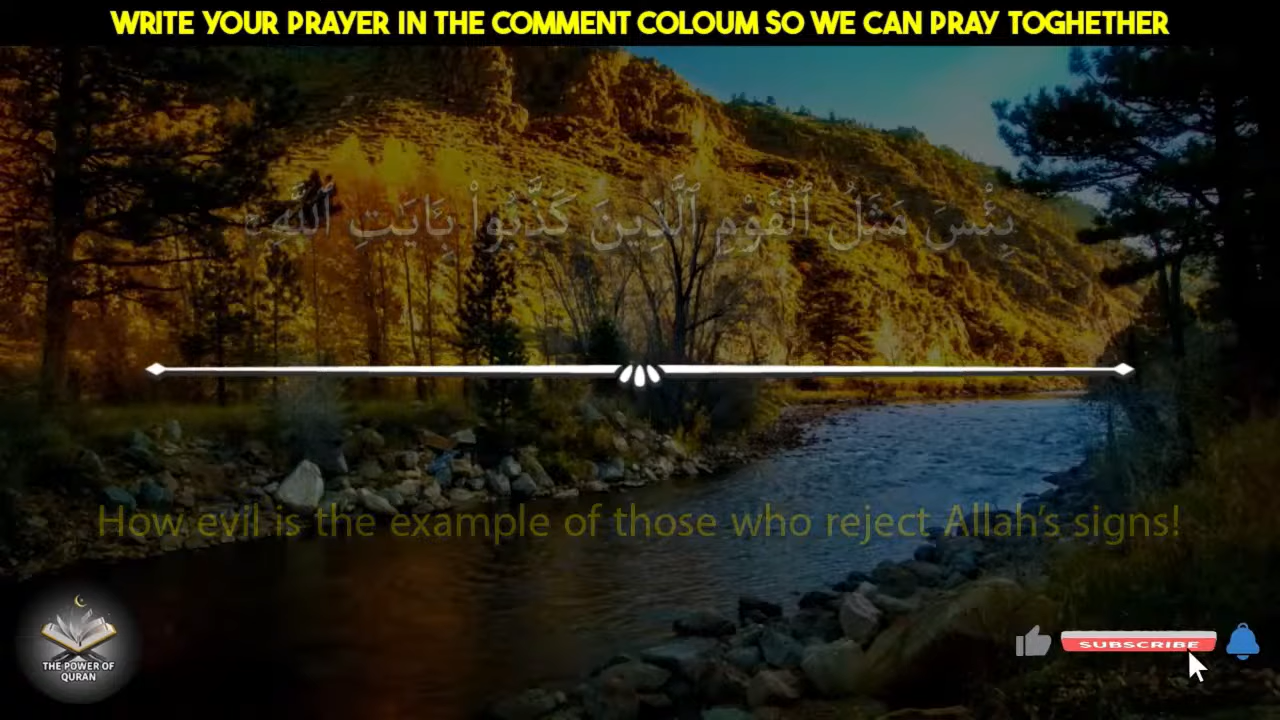 WRITE YOUR PRAYER IN THE COMMENT COLOUM SO WE CAN PRAY TOGHETHER
بِئْسَ مَثَلُ ٱلْقَوْمِ ٱلَّذِينَ كَذَّبُوا۟ بِـَٔايَٰتِ ٱللَّهِ ۚ
How evil is the example of those who reject Allah's signs!
THE POWER OF
QURAN
SUBSCRIBE